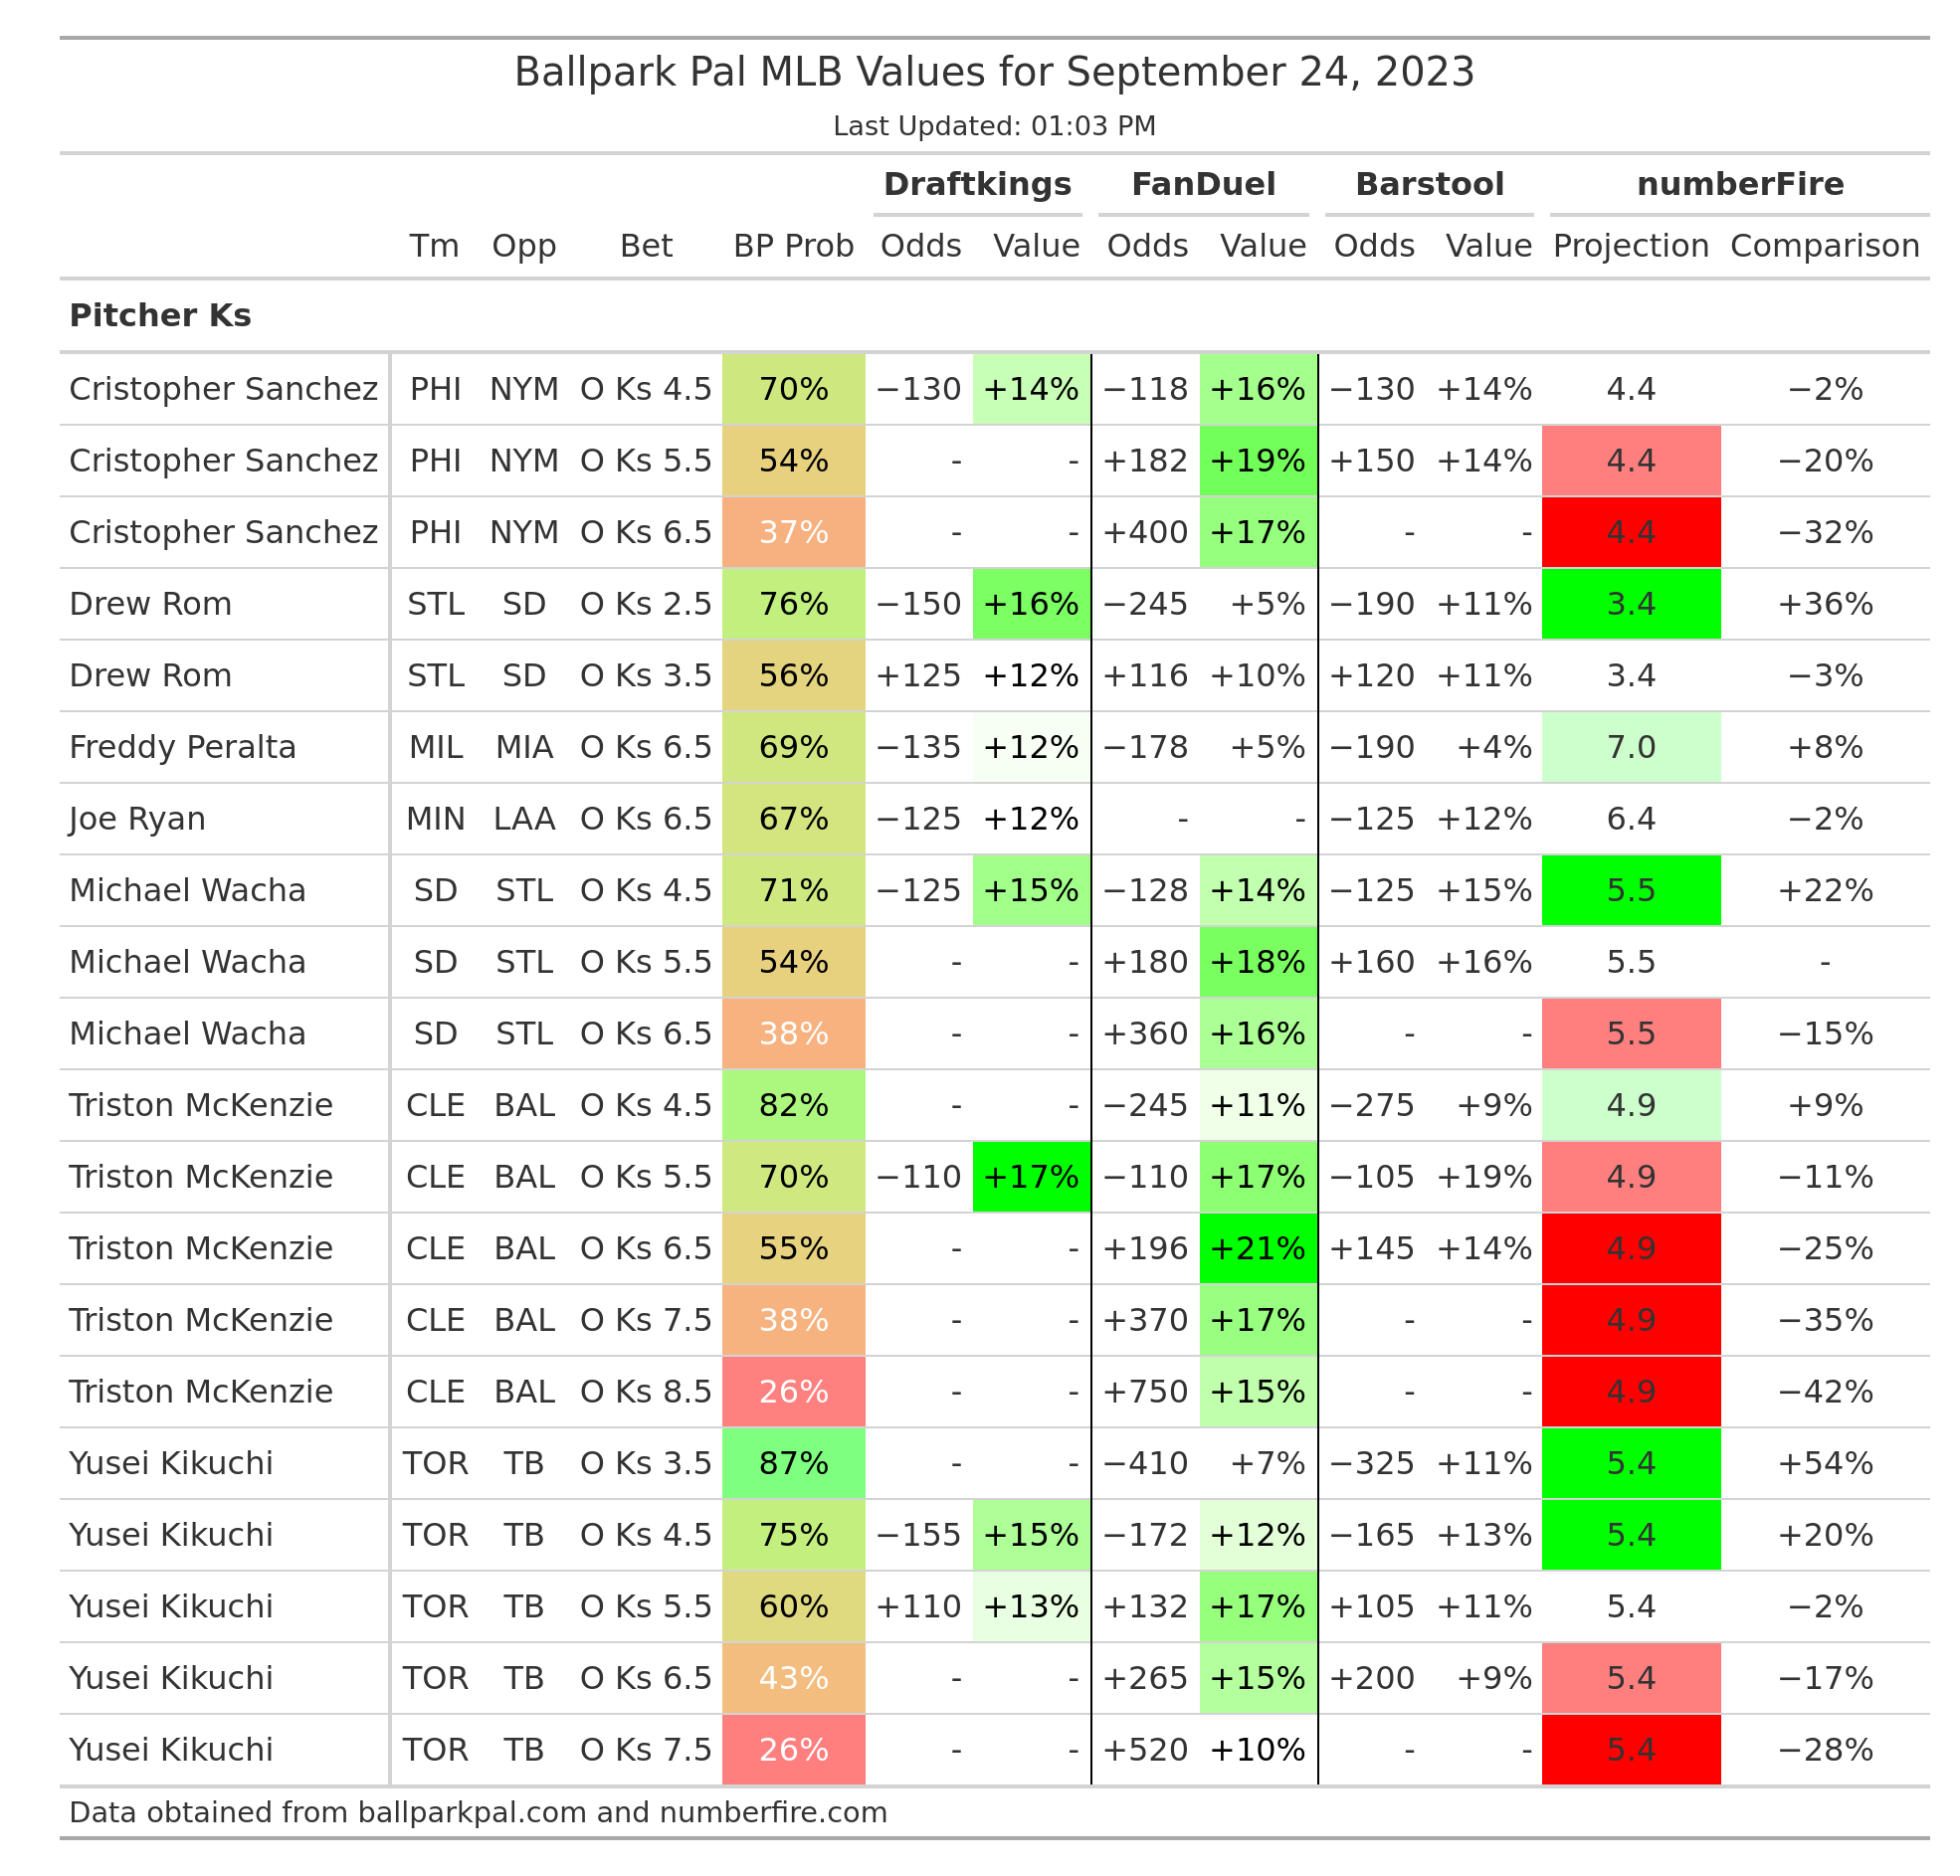 Ballpark Pal MLB Values for September 24, 2023
Last Updated: 01:03 PM
Draftkings FanDuel Barstool numberFire
Tm Opp Bet BP Prob Odds Value Odds Value Odds Value Projection Comparison
Pitcher Ks
Cristopher Sanchez PHI NYM O Ks 4.5 70% −130 +14% −118 +16% −130 +14% 4.4 −2%
Cristopher Sanchez PHI NYM O Ks 5.5 54% - - +182 +19% +150 +14% 4.4 −20%
Cristopher Sanchez PHI NYM O Ks 6.5 37% - - +400 +17% - - 4.4 −32%
Drew Rom STL SD O Ks 2.5 76% −150 +16% −245 +5% −190 +11% 3.4 +36%
Drew Rom STL SD O Ks 3.5 56% +125 +12% +116 +10% +120 +11% 3.4 −3%
Freddy Peralta MIL MIA O Ks 6.5 69% −135 +12% −178 +5% −190 +4% 7.0 +8%
Joe Ryan MIN LAA O Ks 6.5 67% −125 +12% - - −125 +12% 6.4 −2%
Michael Wacha SD STL O Ks 4.5 71% −125 +15% −128 +14% −125 +15% 5.5 +22%
Michael Wacha SD STL O Ks 5.5 54% - - +180 +18% +160 +16% 5.5 -
Michael Wacha SD STL O Ks 6.5 38% - - +360 +16% - - 5.5 −15%
Triston McKenzie CLE BAL O Ks 4.5 82% - - −245 +11% −275 +9% 4.9 +9%
Triston McKenzie CLE BAL O Ks 5.5 70% −110 +17% −110 +17% −105 +19% 4.9 −11%
Triston McKenzie CLE BAL O Ks 6.5 55% - - +196 +21% +145 +14% 4.9 −25%
Triston McKenzie CLE BAL O Ks 7.5 38% - - +370 +17% - - 4.9 −35%
Triston McKenzie CLE BAL O Ks 8.5 26% - - +750 +15% - - 4.9 −42%
Yusei Kikuchi TOR TB O Ks 3.5 87% - - −410 +7% −325 +11% 5.4 +54%
Yusei Kikuchi TOR TB O Ks 4.5 75% −155 +15% −172 +12% −165 +13% 5.4 +20%
Yusei Kikuchi TOR TB O Ks 5.5 60% +110 +13% +132 +17% +105 +11% 5.4 −2%
Yusei Kikuchi TOR TB O Ks 6.5 43% - - +265 +15% +200 +9% 5.4 −17%
Yusei Kikuchi TOR TB O Ks 7.5 26% - - +520 +10% - - 5.4 −28%
Data obtained from ballparkpal.com and numberfire.com